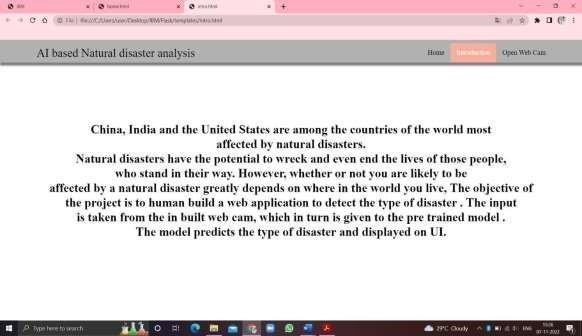 IBM
home.html
intro.html
File | file:///C:/Users/user/Desktop/IBM/Flask/templates/intro.html
AI based Natural disaster analysis
Home
Introduction
Open Web Cam
China, India and the United States are among the countries of the world most
affected by natural disasters.
Natural disasters have the potential to wreck and even end the lives of those people,
who stand in their way. However, whether or not you are likely to be
affected by a natural disaster greatly depends on where in the world you live, The objective of
the project is to human build a web application to detect the type of disaster . The input
is taken from the in built web cam, which in turn is given to the pre trained model .
The model predicts the type of disaster and displayed on UI.
Type here to search
29°C Cloudy
ENG
15:26
07-11-2022